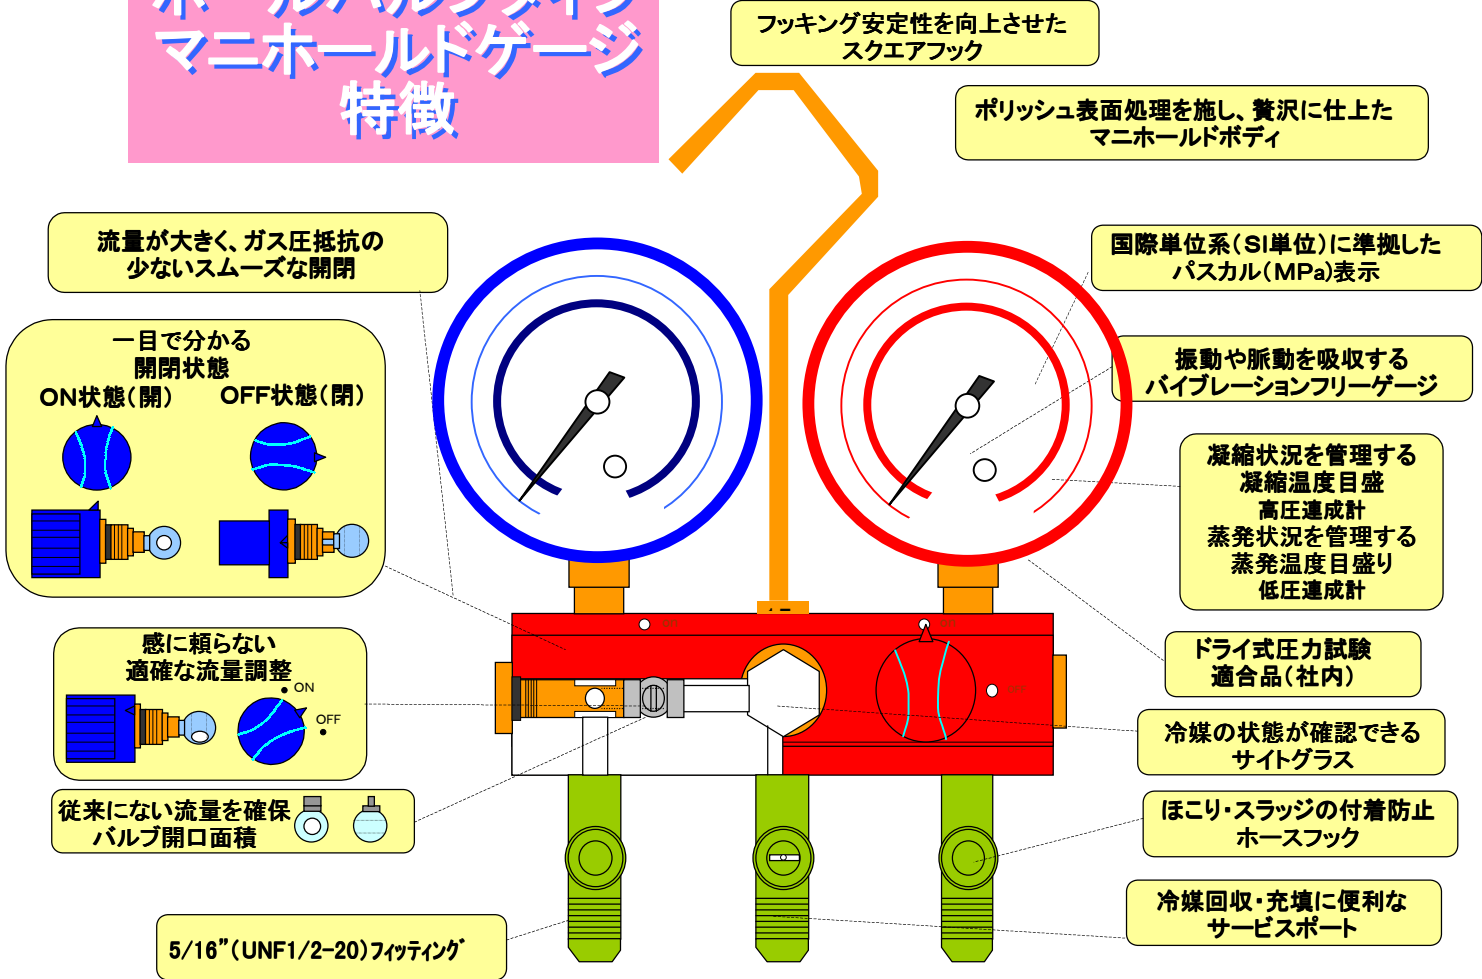 ボールバルブタイプ
マニホールドゲージ
特徴
フッキング安定性を向上させた
スクエアフック
ポリッシュ表面処理を施し、贅沢に仕上た
マニホールドボディ
流量が大きく、ガス圧抵抗の
少ないスムーズな開閉
国際単位系(SI単位)に準拠した
パスカル(MPa)表示
一目で分かる
開閉状態
ON状態(開) OFF状態(閉)
振動や脈動を吸収する
バイブレーションフリーゲージ
凝縮状況を管理する
凝縮温度目盛
高圧連成計
蒸発状況を管理する
蒸発温度目盛り
低圧連成計
感に頼らない
適確な流量調整
ON
OFF
ドライ式圧力試験
適合品(社内)
冷媒の状態が確認できる
サイトグラス
従来にない流量を確保
バルブ開口面積
ほこり・スラッジの付着防止
ホースフック
冷媒回収・充填に便利な
サービスポート
5/16”(UNF1/2-20)フィッティング